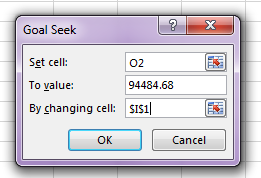 Goal Seek ?
Set cell: O2
To value: 94484.68
By changing cell: $I$1
OK Cancel